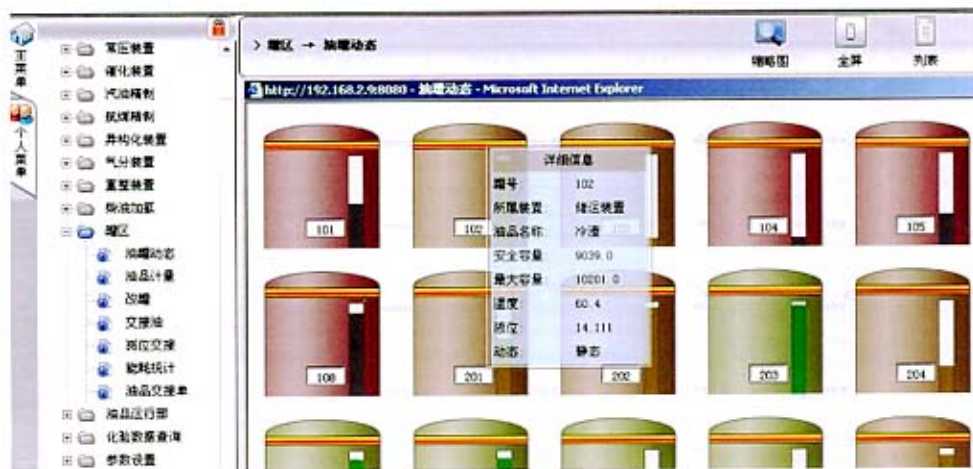 主菜单
个人菜单
常压装置
催化装置
汽油精制
航煤精制
异构化装置
气分装置
重整装置
柴油加氢
罐区
油罐动态
油品计量
改罐
交接油
岗位交接
能耗统计
油品交接单
油品运行部
化验数据查询
参数设置
> 罐区 → 油罐动态
缩略图
全屏
列表
http://192.168.2.9:8080 - 油罐动态 - Microsoft Internet Explorer
101
102
104
105
详细信息
罐号: 102
所属装置: 储运装置
油品名称: 冷渣
安全容量: 9039.0
最大容量: 10201.0
温度: 60.4
液位: 14.111
动态: 静态
108
201
202
203
204